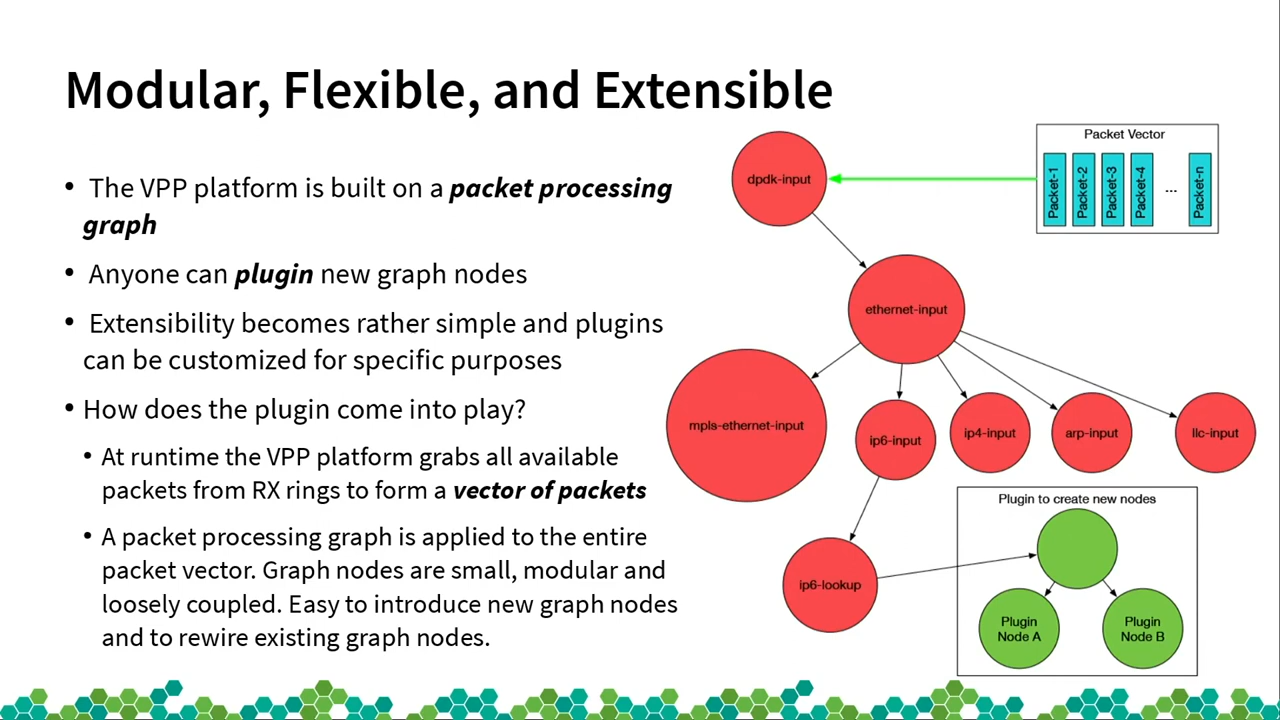 Modular, Flexible, and Extensible
• The VPP platform is built on a packet processing
graph
• Anyone can plugin new graph nodes
• Extensibility becomes rather simple and plugins
can be customized for specific purposes
• How does the plugin come into play?
• At runtime the VPP platform grabs all available
packets from RX rings to form a vector of packets
• A packet processing graph is applied to the entire
packet vector. Graph nodes are small, modular and
loosely coupled. Easy to introduce new graph nodes
and to rewire existing graph nodes.
Packet Vector
Packet-1
Packet-2
Packet-3
Packet-4
...
Packet-n
dpdk-input
ethernet-input
mpls-ethernet-input
ip6-input
ip4-input
arp-input
llc-input
ip6-lookup
Plugin to create new nodes
Plugin
Node A
Plugin
Node B